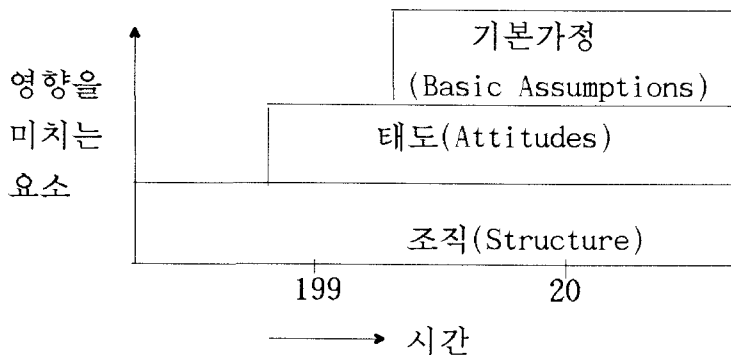 기본가정
(Basic Assumptions)
영향을
미치는
요소
태도(Attitudes)
조직(Structure)
199
20
시간